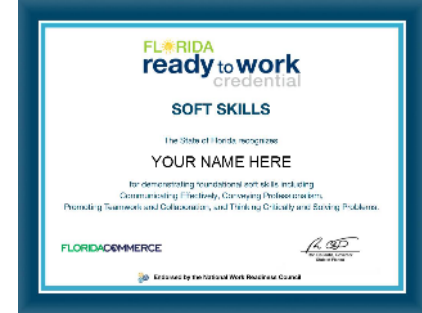 FLORIDA
ready to work
credential
SOFT SKILLS
The State of Florida recognizes
YOUR NAME HERE
for demonstrating foundational soft skills including
Communicating Effectively, Conveying Professionalism,
Promoting Teamwork and Collaboration, and Thinking Critically and Solving Problems.
FLORIDACOMMERCE
Endorsed by the National Work Readiness Council